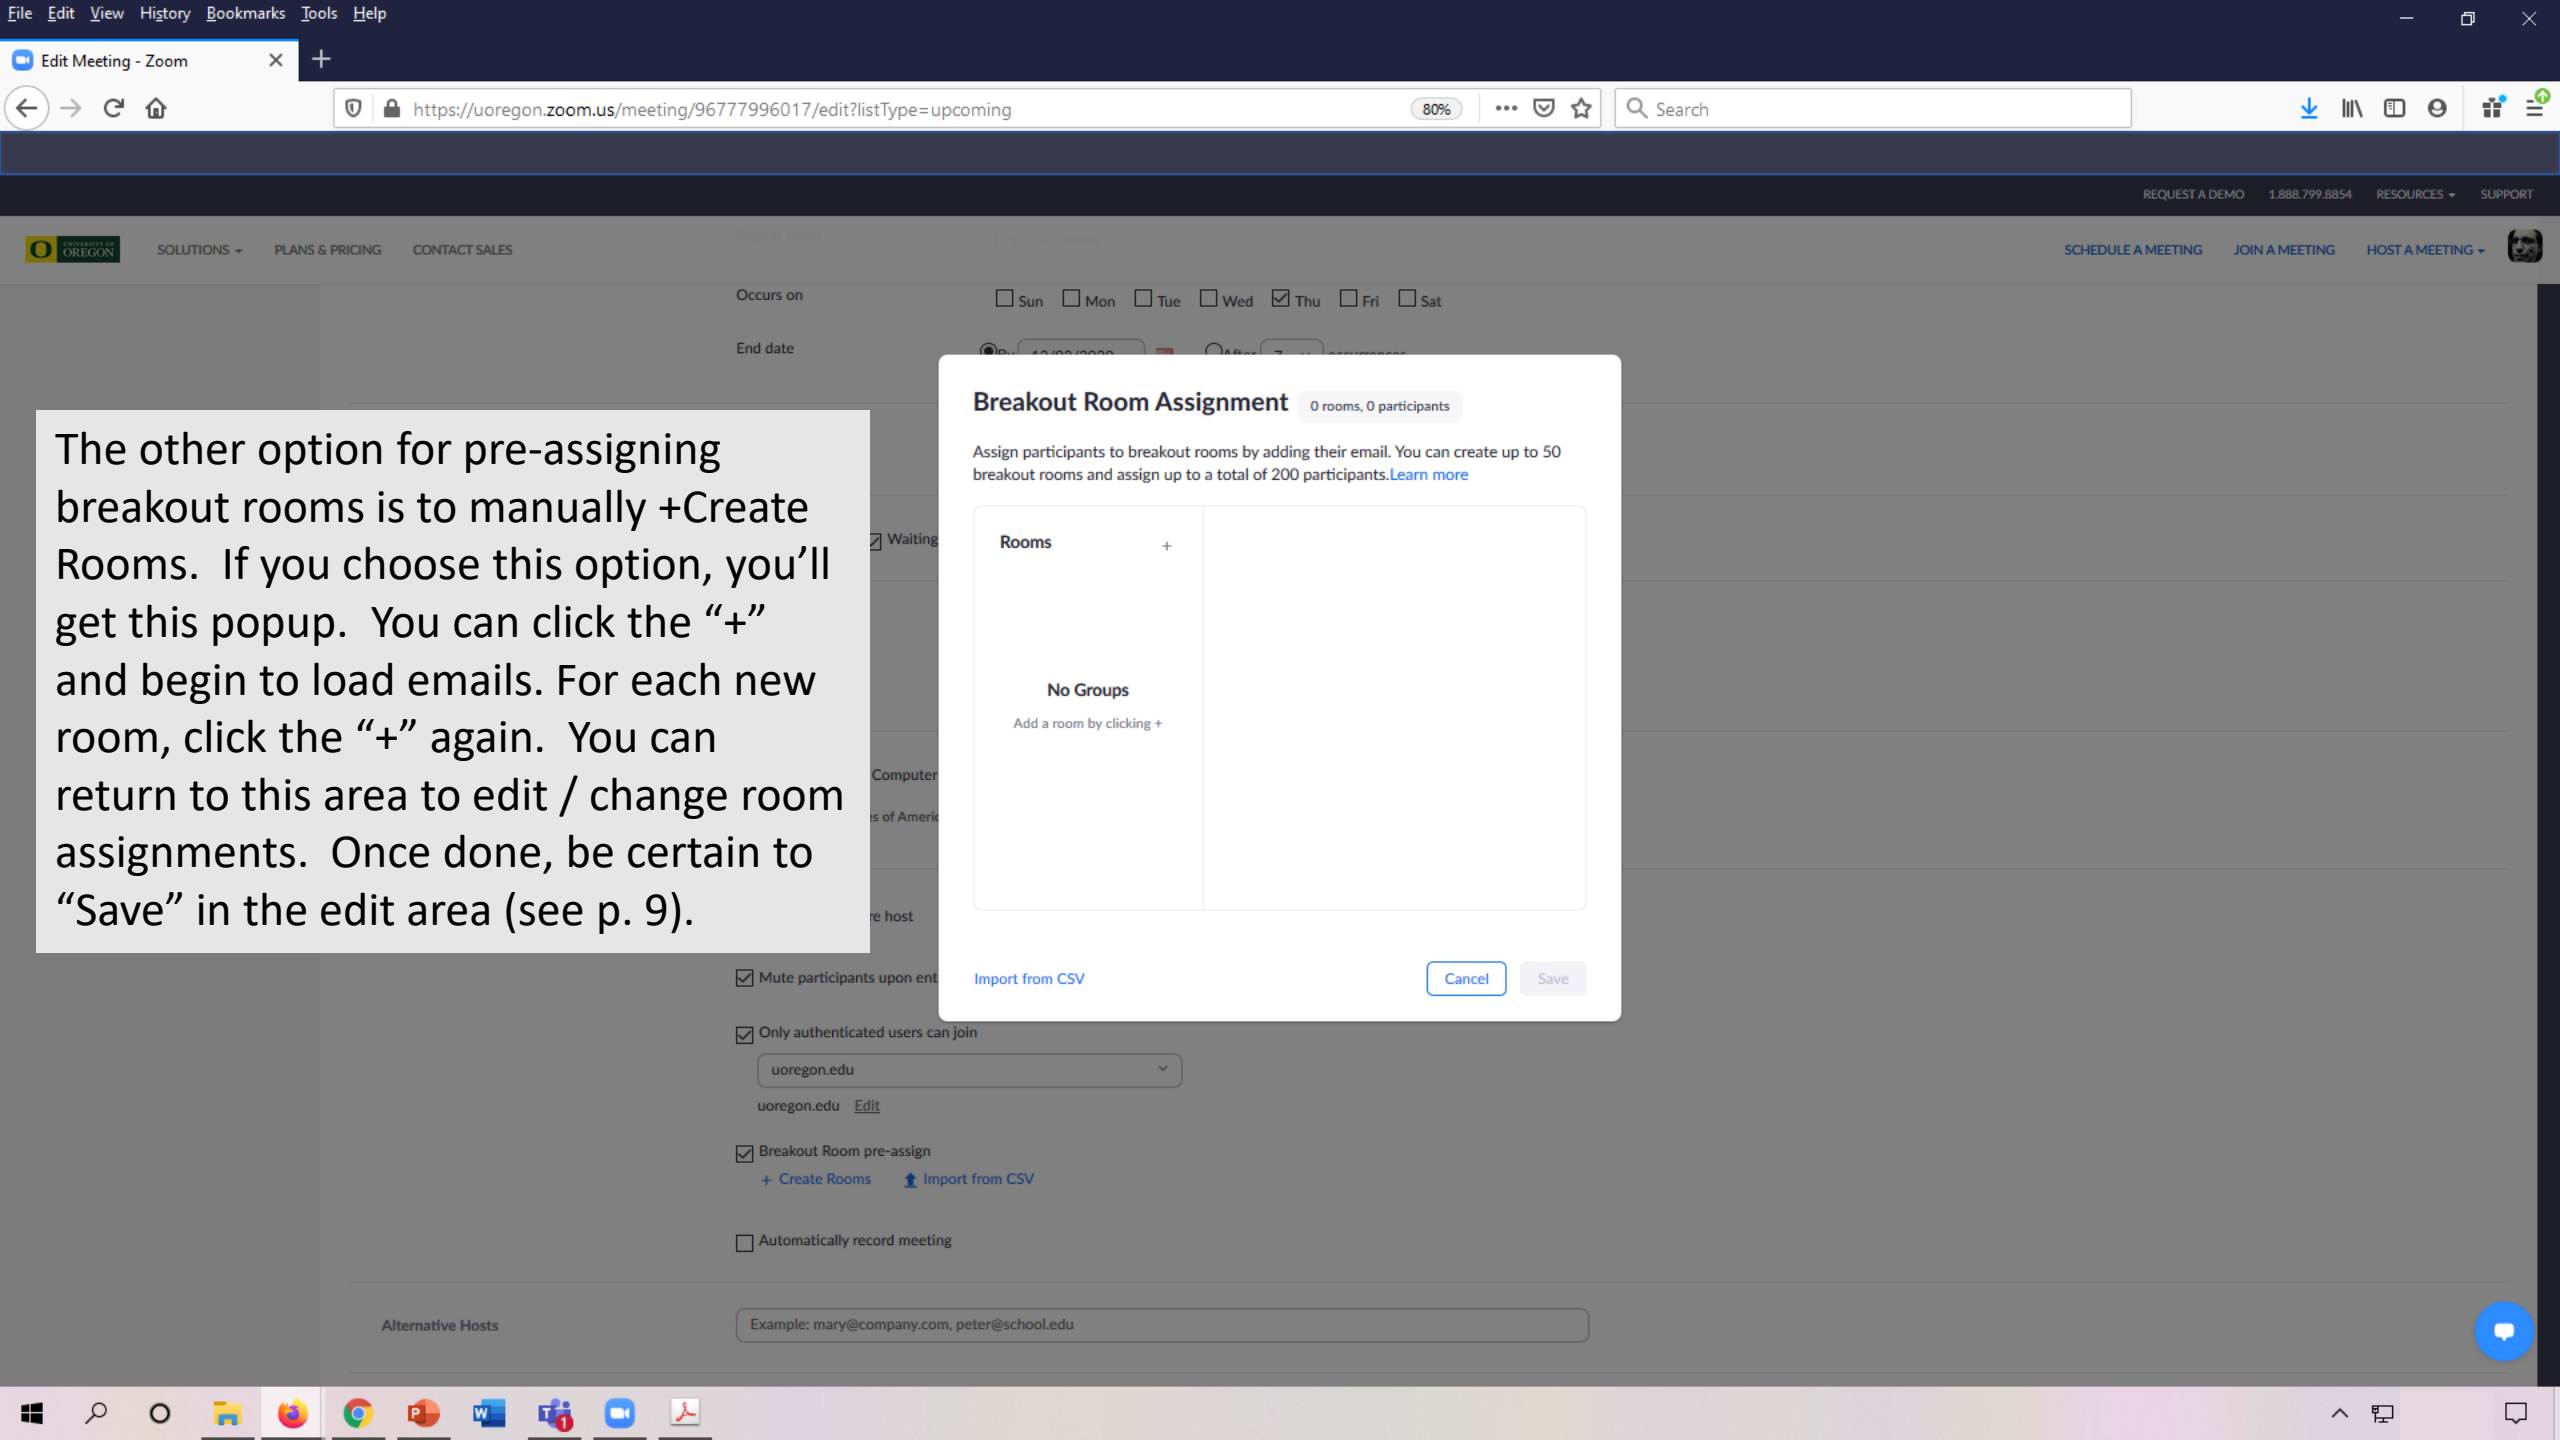 File Edit View History Bookmarks Tools Help
Edit Meeting - Zoom
https://uoregon.zoom.us/meeting/96777996017/edit?listType=upcoming
80%
Search
REQUEST A DEMO 1.888.799.8854 RESOURCES SUPPORT
UNIVERSITY OF OREGON
SOLUTIONS PLANS & PRICING CONTACT SALES
SCHEDULE A MEETING JOIN A MEETING HOST A MEETING
Occurs on
Sun Mon Tue Wed Thu Fri Sat
End date
The other option for pre-assigning
breakout rooms is to manually +Create
Rooms. If you choose this option, you’ll
get this popup. You can click the “+”
and begin to load emails. For each new
room, click the “+” again. You can
return to this area to edit / change room
assignments. Once done, be certain to
“Save” in the edit area (see p. 9).
Breakout Room Assignment 0 rooms, 0 participants
Assign participants to breakout rooms by adding their email. You can create up to 50
breakout rooms and assign up to a total of 200 participants.Learn more
Rooms +
No Groups
Add a room by clicking +
Import from CSV
Cancel Save
Waiting
Computer
es of Americ
re host
Mute participants upon ent
Only authenticated users can join
uoregon.edu
uoregon.edu Edit
Breakout Room pre-assign
+ Create Rooms Import from CSV
Automatically record meeting
Alternative Hosts
Example: mary@company.com, peter@school.edu